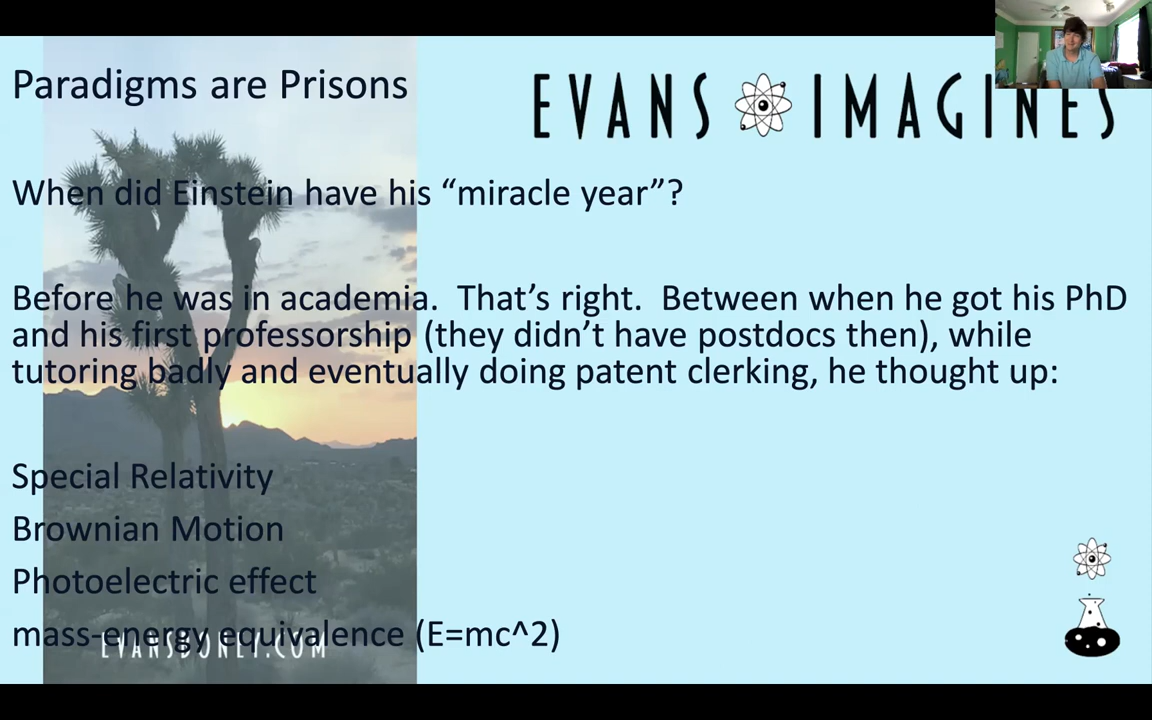 Paradigms are Prisons
EVANS IMAGINES
When did Einstein have his “miracle year”?
Before he was in academia.  That’s right.  Between when he got his PhD
and his first professorship (they didn’t have postdocs then), while
tutoring badly and eventually doing patent clerking, he thought up:
Special Relativity
Brownian Motion
Photoelectric effect
mass-energy equivalence (E=mc^2)
EVANSBONEY.COM